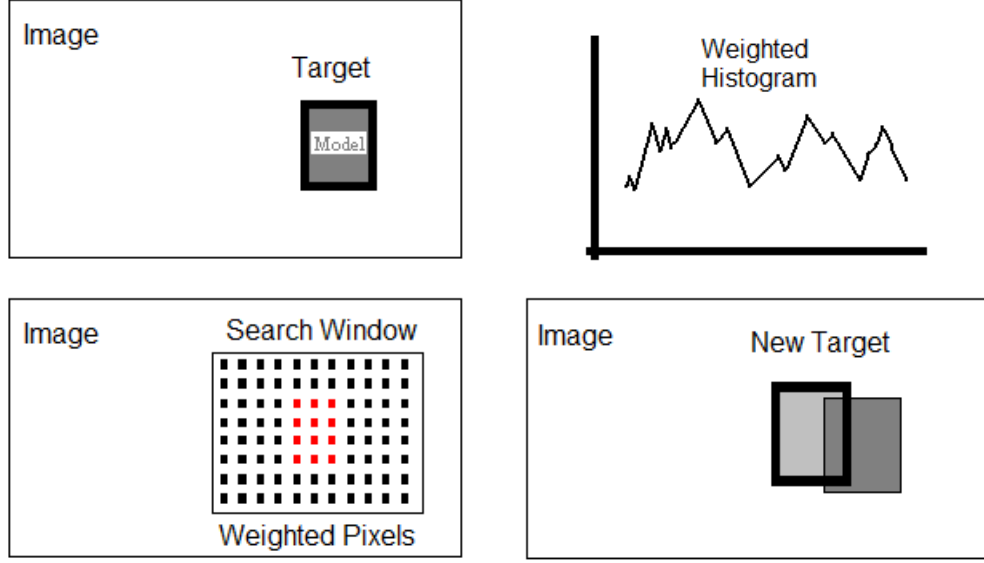 Image
Target
Model
Weighted
Histogram
Image
Search Window
Weighted Pixels
Image
New Target